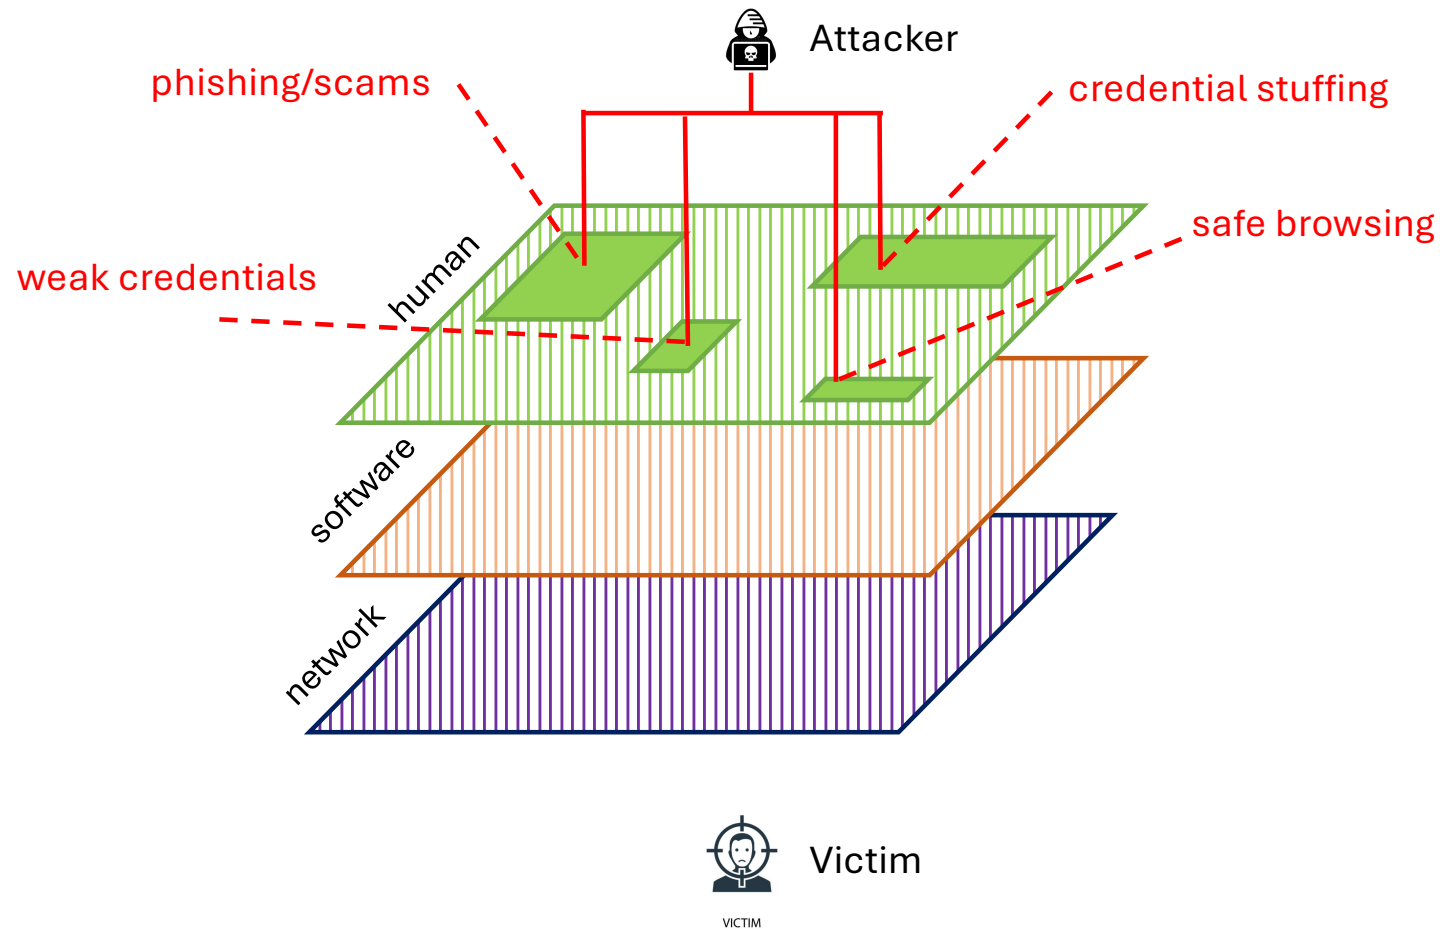 Attacker
phishing/scams
credential stuffing
safe browsing
weak credentials
human
software
network
Victim
VICTIM